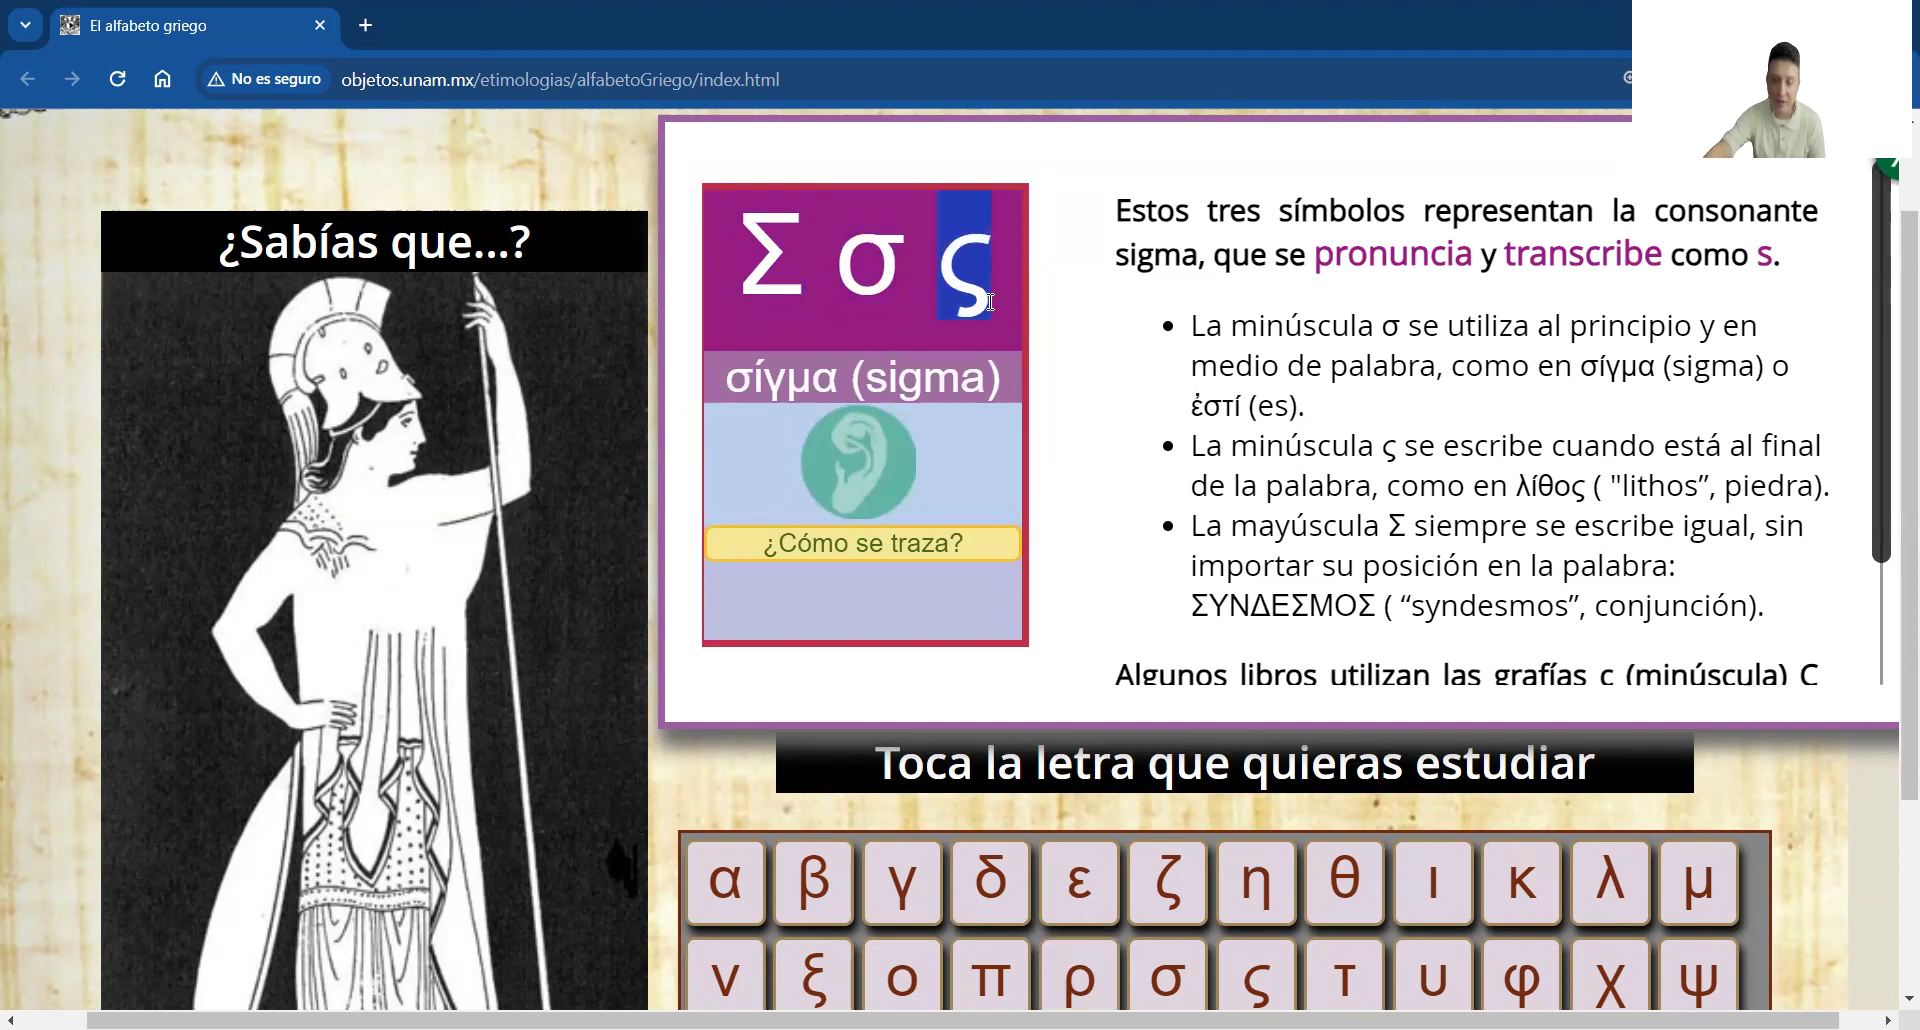 El alfabeto griego
No es seguro
objetos.unam.mx/etimologias/alfabetoGriego/index.html
¿Sabías que...?
Σ σ ς
σίγμα (sigma)
¿Cómo se traza?
Estos tres símbolos representan la consonante
sigma, que se pronuncia y transcribe como s.
La minúscula σ se utiliza al principio y en
medio de palabra, como en σίγμα (sigma) o
ἐστί (es).
La minúscula ς se escribe cuando está al final
de la palabra, como en λίθος ( "lithos”, piedra).
La mayúscula Σ siempre se escribe igual, sin
importar su posición en la palabra:
ΣΥΝΔΕΣΜΟΣ ( “syndesmos”, conjunción).
Algunos libros utilizan las grafías c (minúscula) C
Toca la letra que quieras estudiar
α β γ δ ε ζ η θ ι κ λ μ
ν ξ ο π ρ σ ς τ υ φ χ ψ